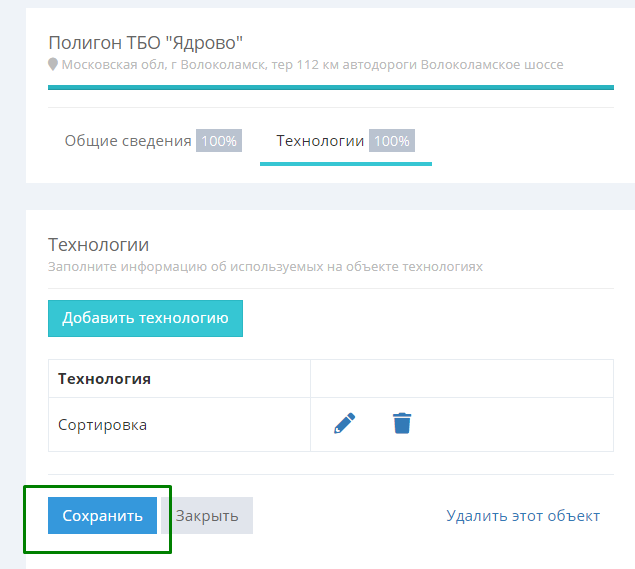 Полигон ТБО "Ядрово"
Московская обл, г Волоколамск, тер 112 км автодороги Волоколамское шоссе
Общие сведения 100% Технологии 100%
Технологии
Заполните информацию об используемых на объекте технологиях
Добавить технологию
Технология
Сортировка
Сохранить Закрыть Удалить этот объект